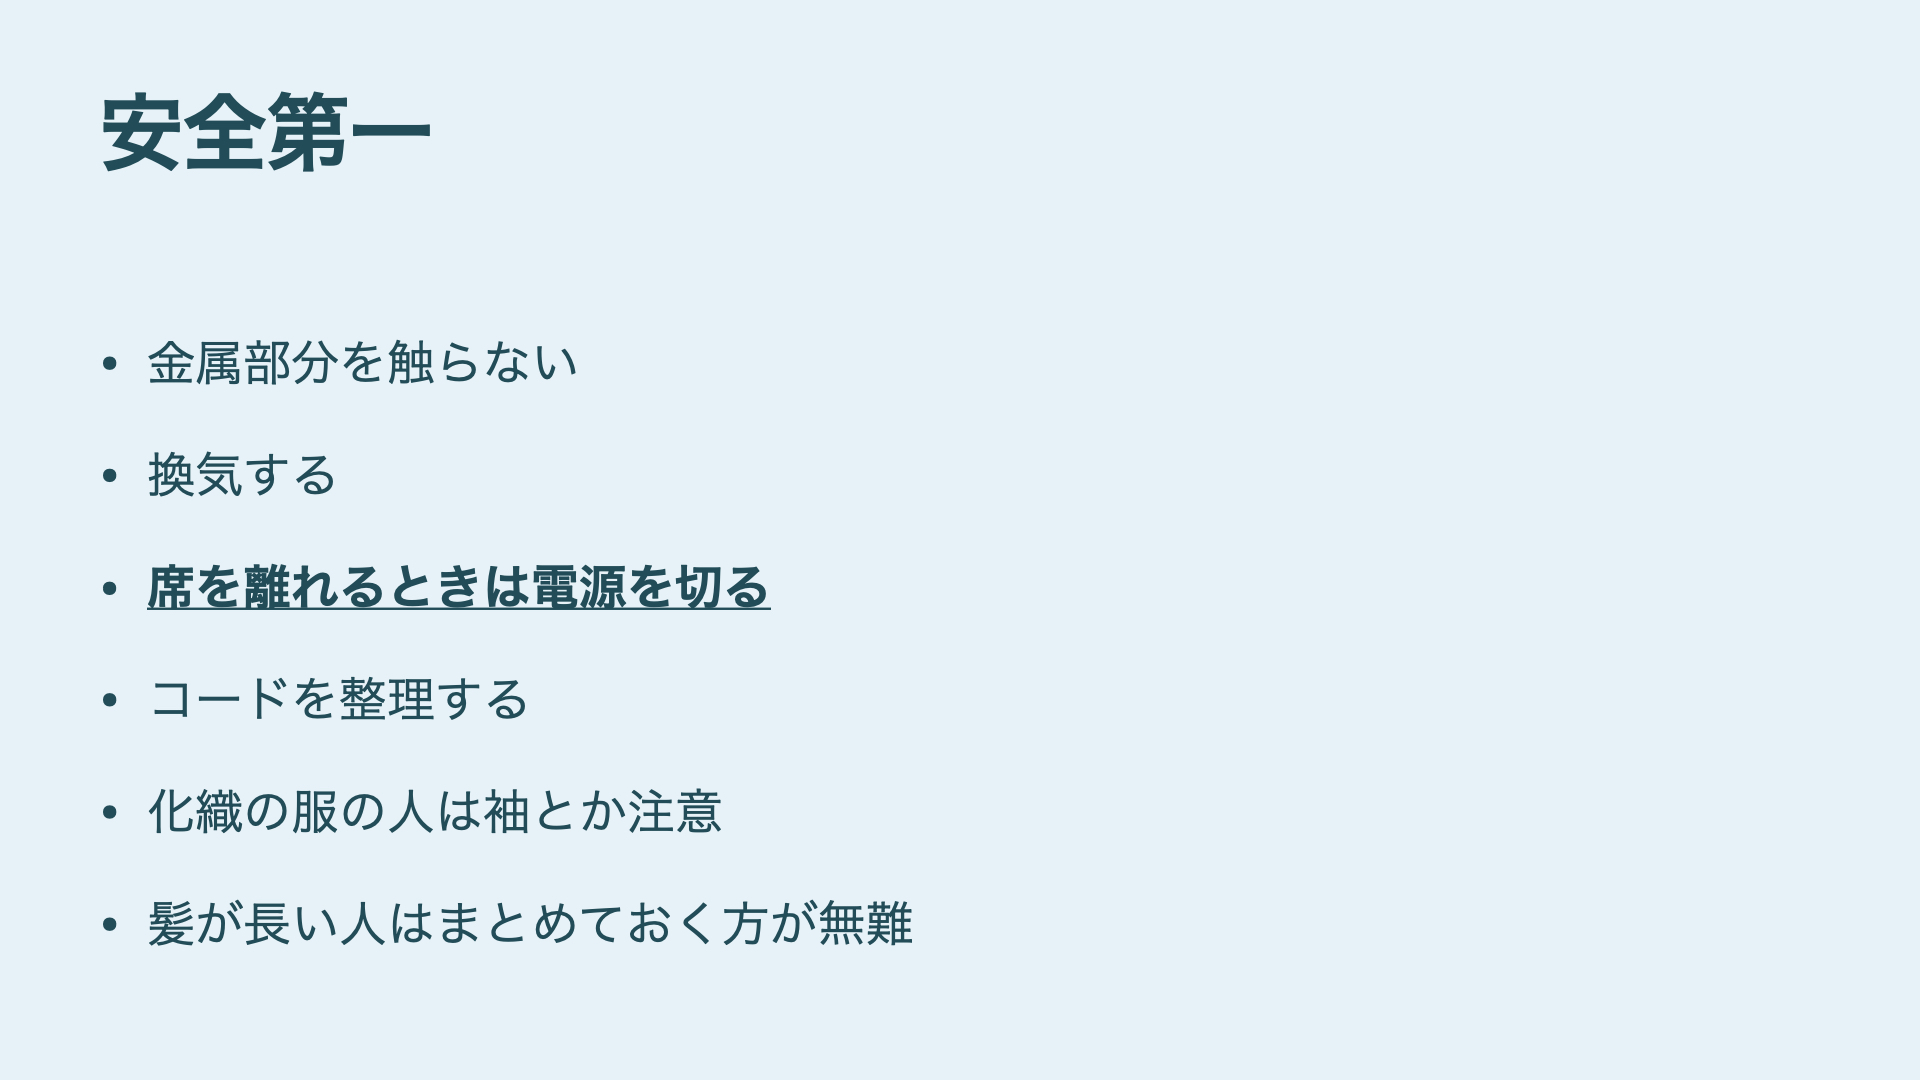 安全第一
• 金属部分を触らない
• 換気する
• 席を離れるときは電源を切る
• コードを整理する
• 化織の服の人は袖とか注意
• 髪が長い人はまとめておく方が無難